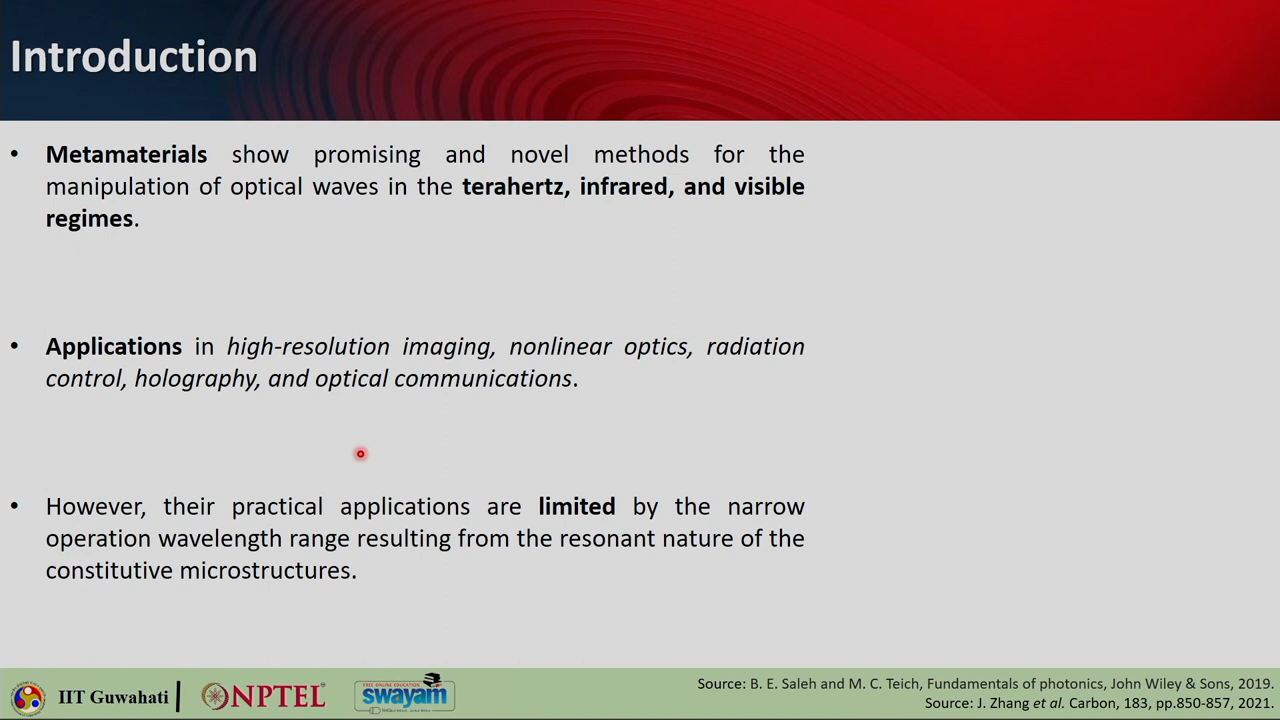 Introduction
• Metamaterials show promising and novel methods for the
manipulation of optical waves in the terahertz, infrared, and visible
regimes.
• Applications in high-resolution imaging, nonlinear optics, radiation
control, holography, and optical communications.
• However, their practical applications are limited by the narrow
operation wavelength range resulting from the resonant nature of the
constitutive microstructures.
IIT Guwahati
NPTEL
FREE ONLINE EDUCATION
swayam
Source: B. E. Saleh and M. C. Teich, Fundamentals of photonics, John Wiley & Sons, 2019.
Source: J. Zhang et al. Carbon, 183, pp.850-857, 2021.